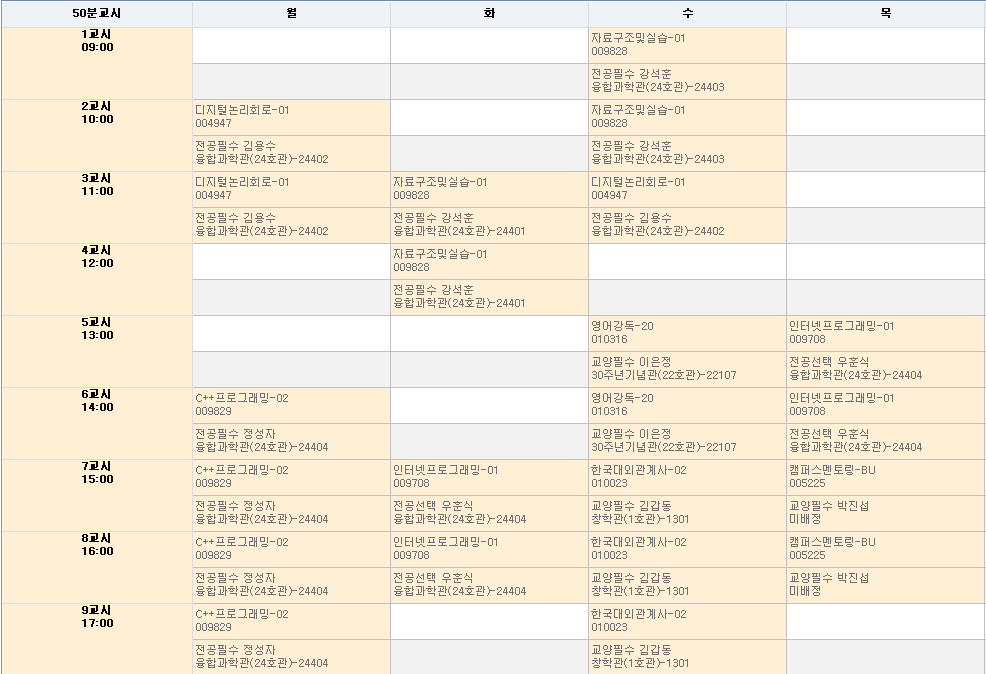 50분교시 월 화 수 목
1교시
09:00
자료구조및실습-01
009828
전공필수 강석훈
융합과학관(24호관)-24403
2교시
10:00
디지털논리회로-01
004947
자료구조및실습-01
009828
전공필수 김용수
융합과학관(24호관)-24402
전공필수 강석훈
융합과학관(24호관)-24403
3교시
11:00
디지털논리회로-01
004947
자료구조및실습-01
009828
디지털논리회로-01
004947
전공필수 김용수
융합과학관(24호관)-24402
전공필수 강석훈
융합과학관(24호관)-24401
전공필수 김용수
융합과학관(24호관)-24402
4교시
12:00
자료구조및실습-01
009828
전공필수 강석훈
융합과학관(24호관)-24401
5교시
13:00
영어강독-20
010316
인터넷프로그래밍-01
009708
교양필수 이은정
30주년기념관(22호관)-22107
전공선택 우훈식
융합과학관(24호관)-24404
6교시
14:00
C++프로그래밍-02
009829
영어강독-20
010316
인터넷프로그래밍-01
009708
전공필수 정성자
융합과학관(24호관)-24404
교양필수 이은정
30주년기념관(22호관)-22107
전공선택 우훈식
융합과학관(24호관)-24404
7교시
15:00
C++프로그래밍-02
009829
인터넷프로그래밍-01
009708
한국대외관계사-02
010023
캠퍼스멘토링-BU
005225
전공필수 정성자
융합과학관(24호관)-24404
전공선택 우훈식
융합과학관(24호관)-24404
교양필수 김갑동
창학관(1호관)-1301
교양필수 박진섭
미배정
8교시
16:00
C++프로그래밍-02
009829
인터넷프로그래밍-01
009708
한국대외관계사-02
010023
캠퍼스멘토링-BU
005225
전공필수 정성자
융합과학관(24호관)-24404
전공선택 우훈식
융합과학관(24호관)-24404
교양필수 김갑동
창학관(1호관)-1301
교양필수 박진섭
미배정
9교시
17:00
C++프로그래밍-02
009829
한국대외관계사-02
010023
전공필수 정성자
융합과학관(24호관)-24404
교양필수 김갑동
창학관(1호관)-1301